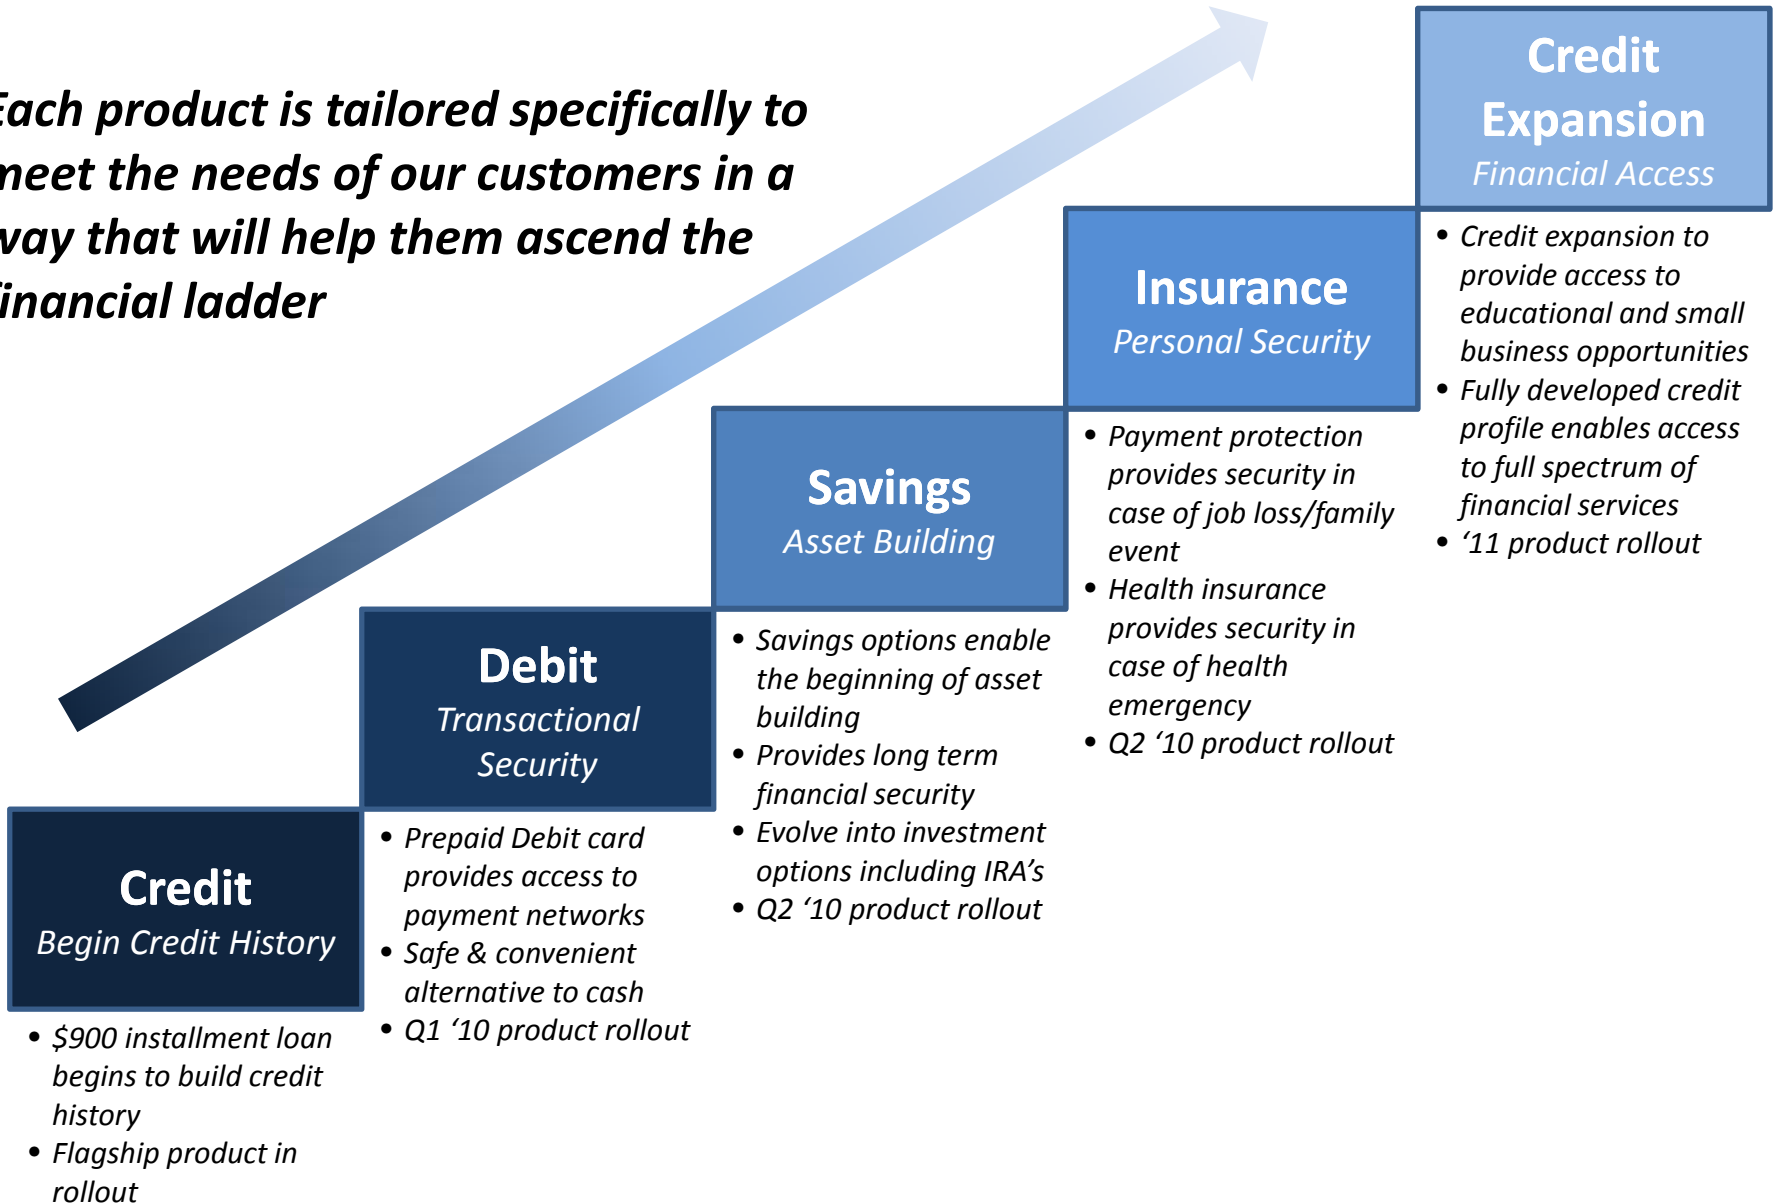 Each product is tailored specifically to
meet the needs of our customers in a
way that will help them ascend the
financial ladder
Credit
Begin Credit History
• $900 installment loan
begins to build credit
history
• Flagship product in
rollout
Debit
Transactional
Security
• Prepaid Debit card
provides access to
payment networks
• Safe & convenient
alternative to cash
• Q1 ‘10 product rollout
Savings
Asset Building
• Savings options enable
the beginning of asset
building
• Provides long term
financial security
• Evolve into investment
options including IRA’s
• Q2 ‘10 product rollout
Insurance
Personal Security
• Payment protection
provides security in
case of job loss/family
event
• Health insurance
provides security in
case of health
emergency
• Q2 ‘10 product rollout
Credit
Expansion
Financial Access
• Credit expansion to
provide access to
educational and small
business opportunities
• Fully developed credit
profile enables access
to full spectrum of
financial services
• ‘11 product rollout